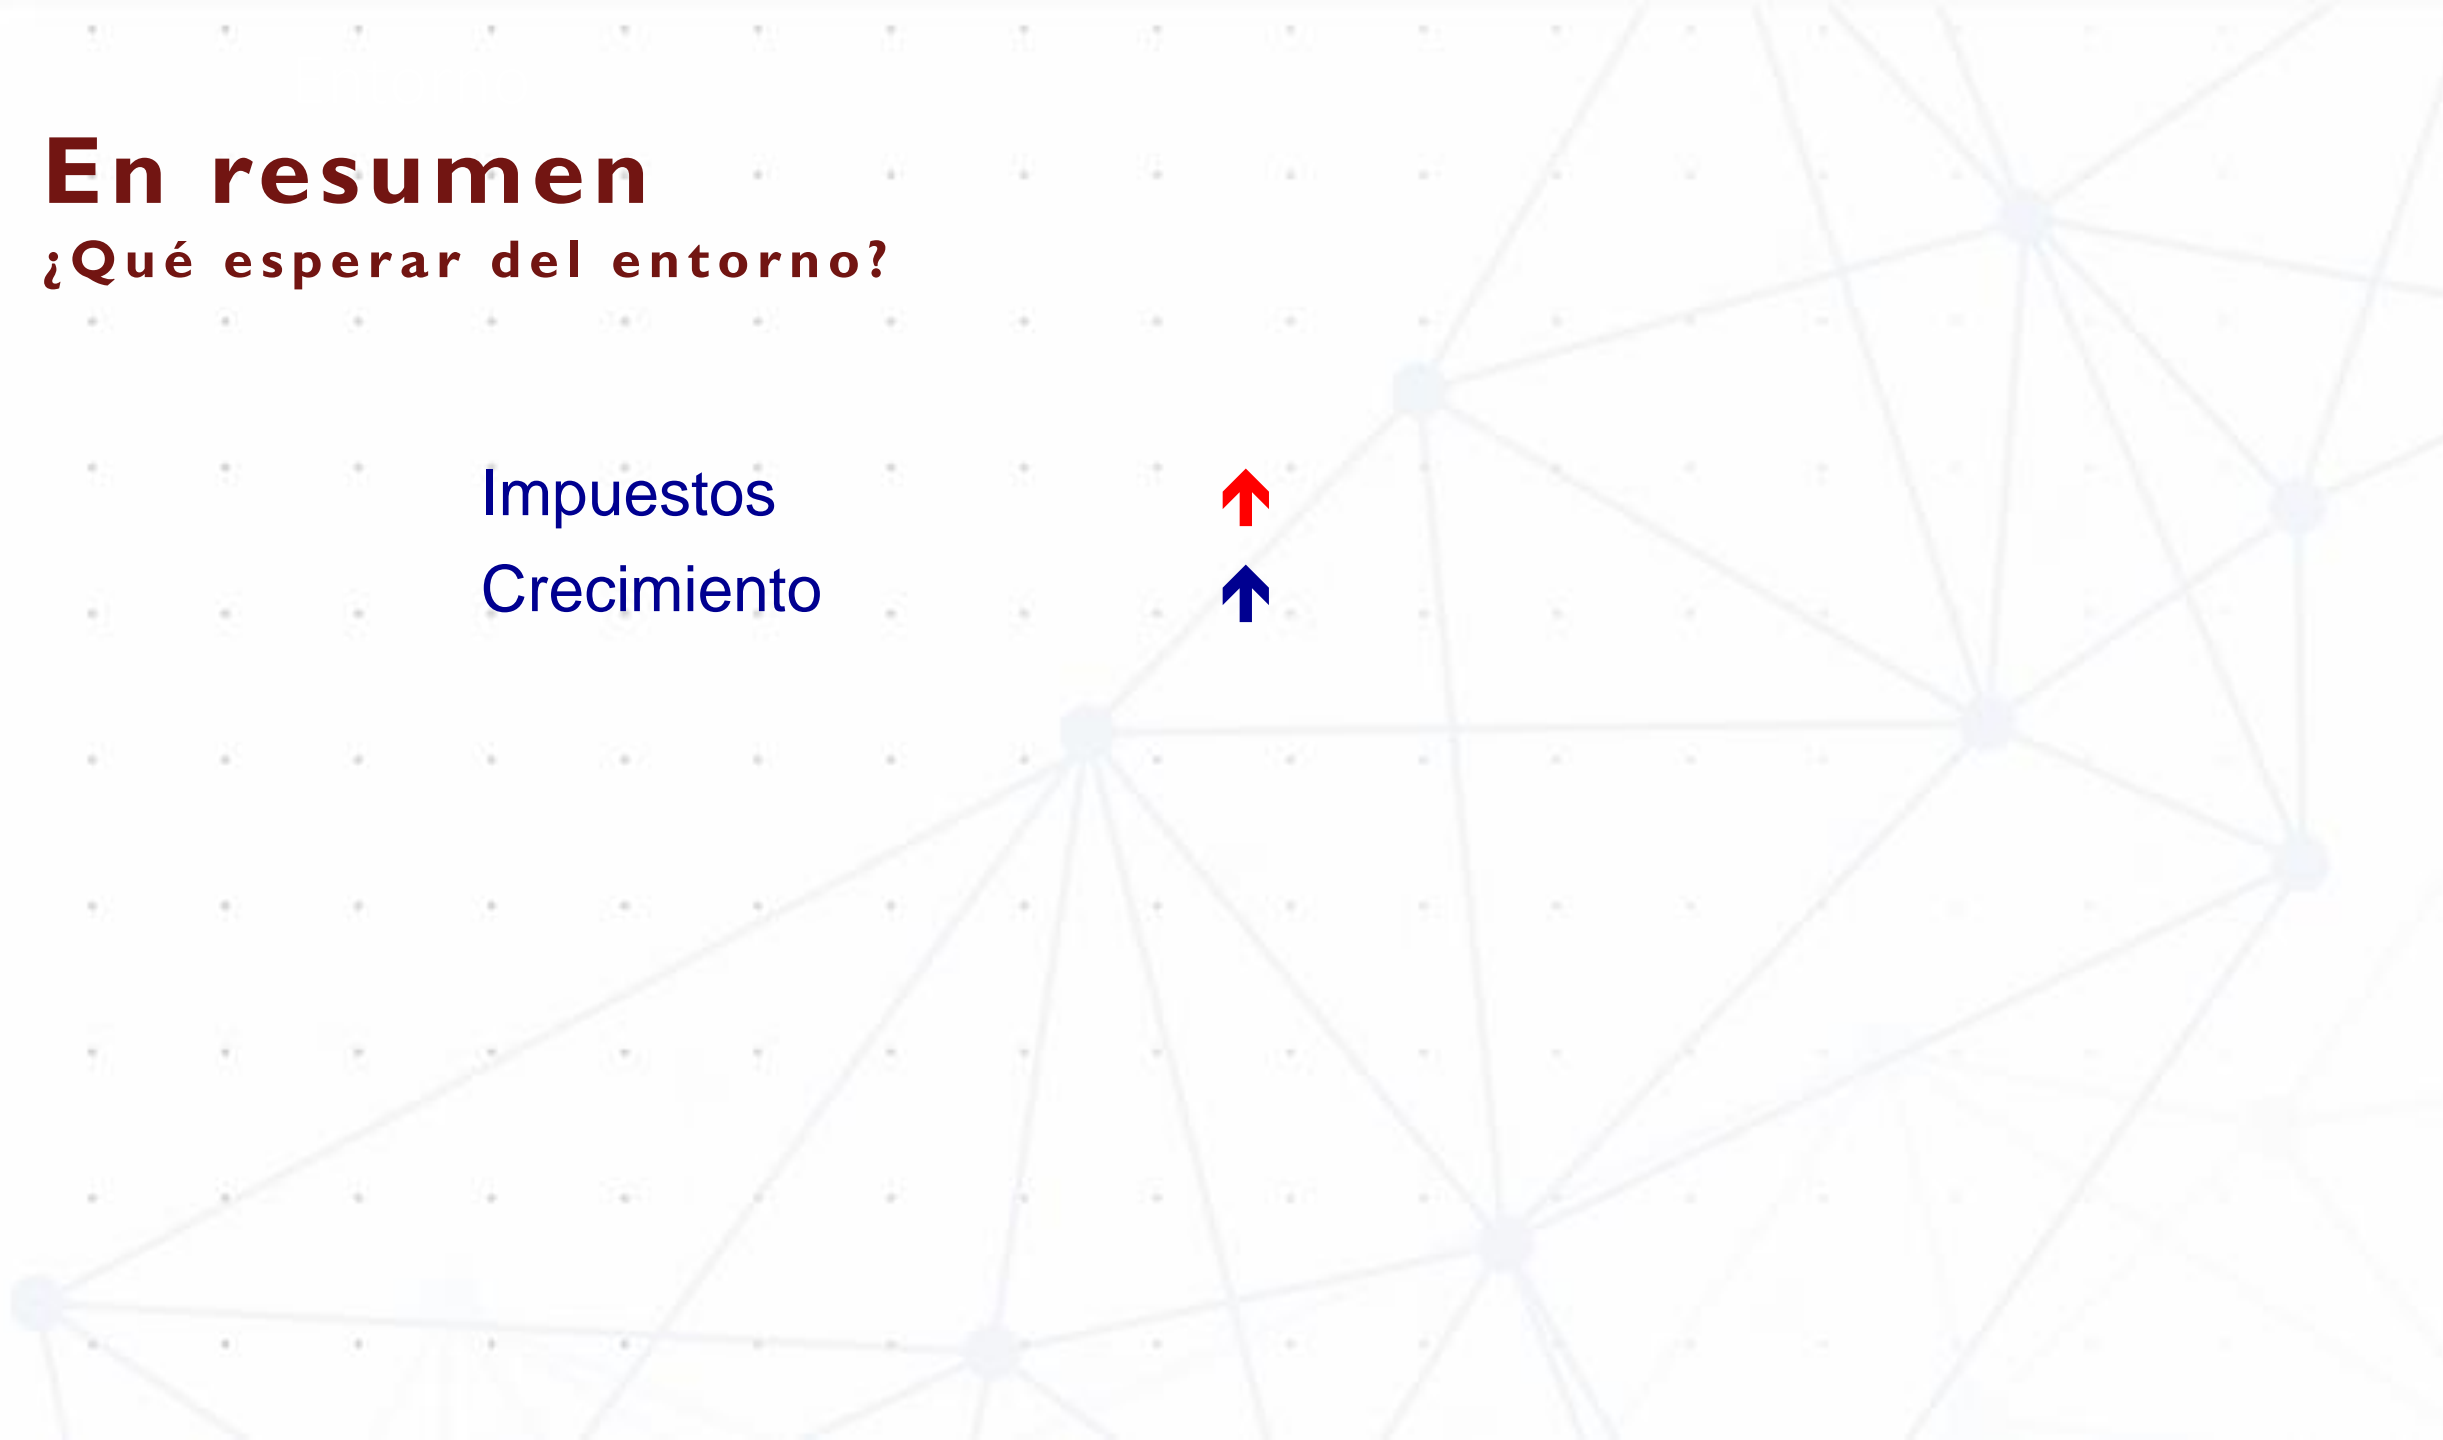 En resumen
¿Qué esperar del entorno?
Impuestos 🡹
Crecimiento 🡹